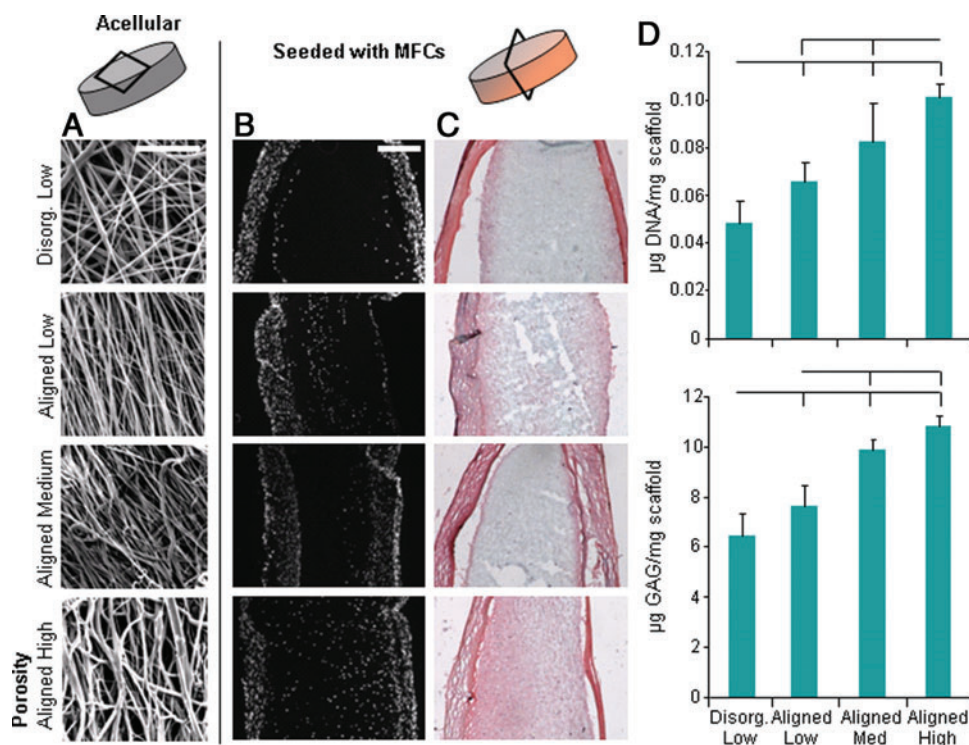 Acellular
Seeded with MFCs
A
B
C
D
Disorg. Low
Aligned Low
Aligned Medium
Aligned High
Porosity
µg DNA/mg scaffold
0.12
0.10
0.08
0.06
0.04
0.02
0
µg GAG/mg scaffold
12
10
8
6
4
2
0
Disorg. Aligned Aligned Aligned
Low Low Med High